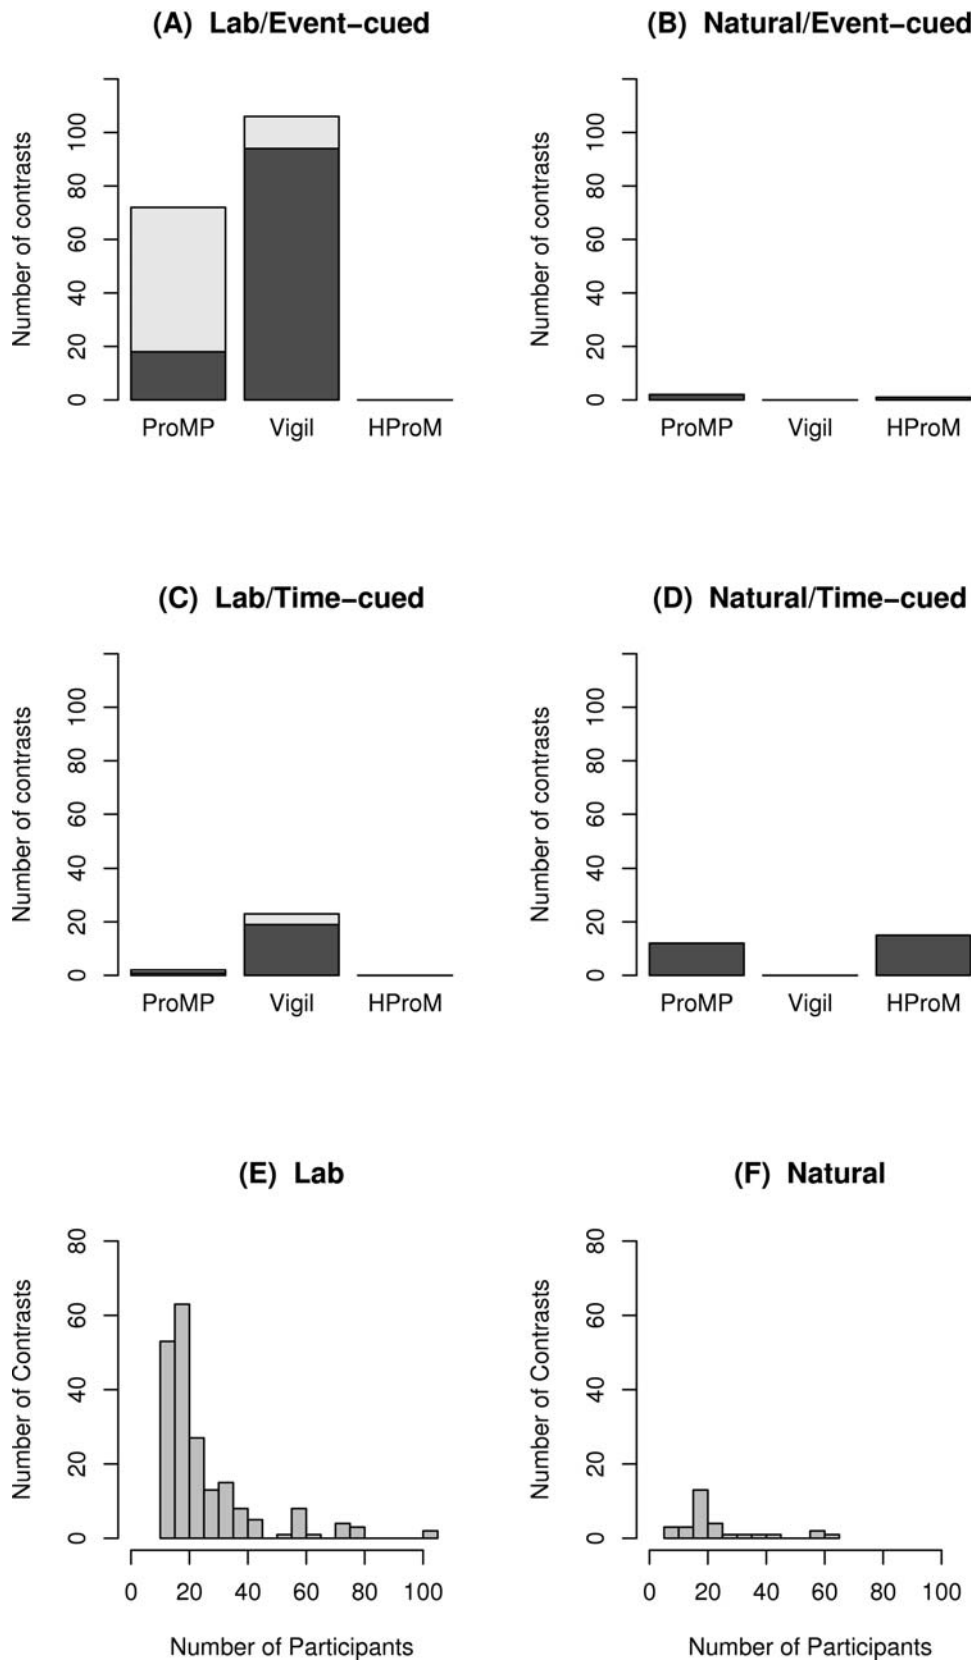 (A) Lab/Event−cued
Number of contrasts
0 20 40 60 80 100
ProMP Vigil HProM
(B) Natural/Event−cued
Number of contrasts
0 20 40 60 80 100
ProMP Vigil HProM
(C) Lab/Time−cued
Number of contrasts
0 20 40 60 80 100
ProMP Vigil HProM
(D) Natural/Time−cued
Number of contrasts
0 20 40 60 80 100
ProMP Vigil HProM
(E) Lab
Number of Contrasts
0 20 40 60 80
0 20 40 60 80 100
Number of Participants
(F) Natural
Number of Contrasts
0 20 40 60 80
0 20 40 60 80 100
Number of Participants